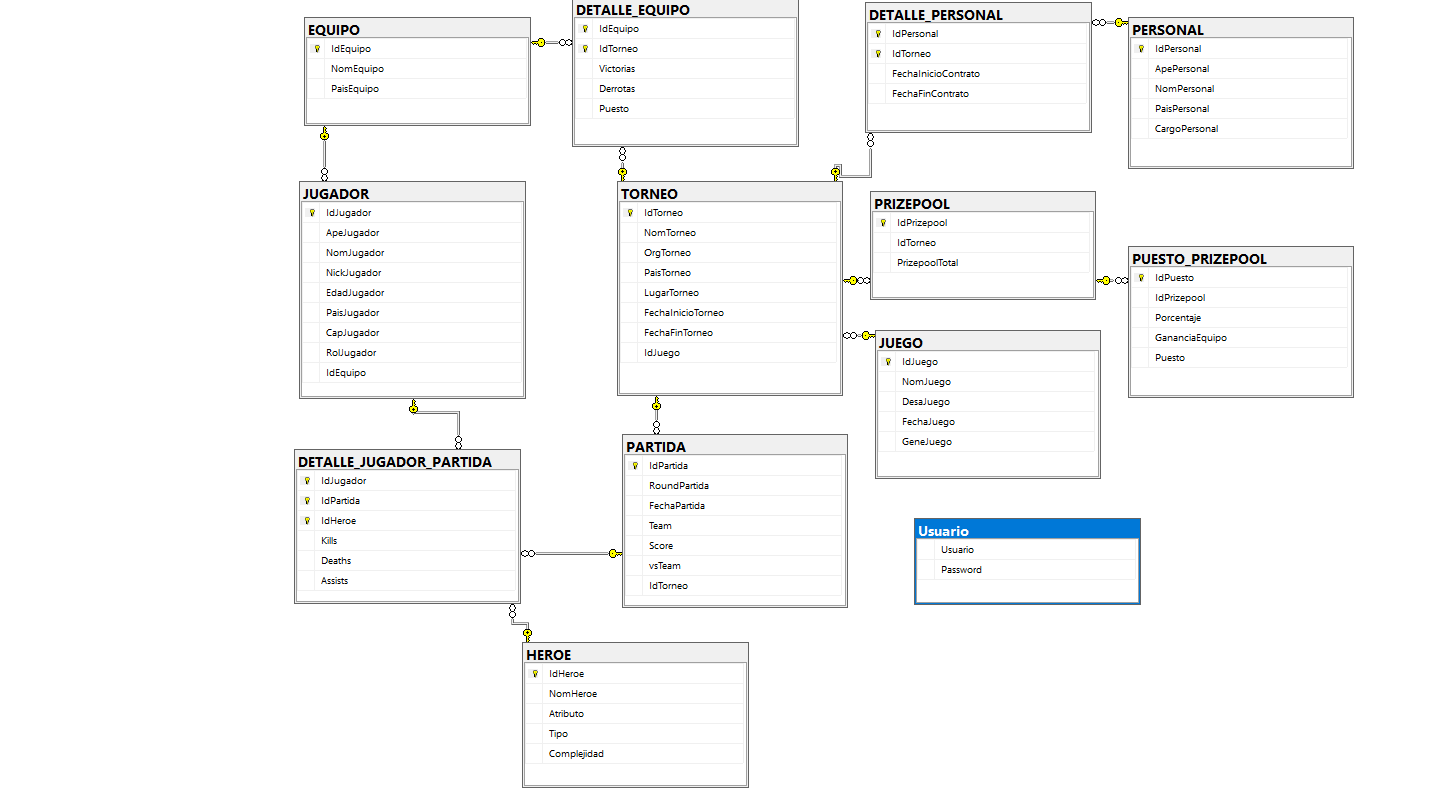 EQUIPO
IdEquipo
NomEquipo
PaisEquipo
DETALLE_EQUIPO
IdEquipo
IdTorneo
Victorias
Derrotas
Puesto
DETALLE_PERSONAL
IdPersonal
IdTorneo
FechaInicioContrato
FechaFinContrato
PERSONAL
IdPersonal
ApePersonal
NomPersonal
PaisPersonal
CargoPersonal
JUGADOR
IdJugador
ApeJugador
NomJugador
NickJugador
EdadJugador
PaisJugador
CapJugador
RolJugador
IdEquipo
TORNEO
IdTorneo
NomTorneo
OrgTorneo
PaisTorneo
LugarTorneo
FechaInicioTorneo
FechaFinTorneo
IdJuego
PRIZEPOOL
IdPrizepool
IdTorneo
PrizepoolTotal
PUESTO_PRIZEPOOL
IdPuesto
IdPrizepool
Porcentaje
GananciaEquipo
Puesto
JUEGO
IdJuego
NomJuego
DesaJuego
FechaJuego
GeneJuego
DETALLE_JUGADOR_PARTIDA
IdJugador
IdPartida
IdHeroe
Kills
Deaths
Assists
PARTIDA
IdPartida
RoundPartida
FechaPartida
Team
Score
vsTeam
IdTorneo
Usuario
Usuario
Password
HEROE
IdHeroe
NomHeroe
Atributo
Tipo
Complejidad